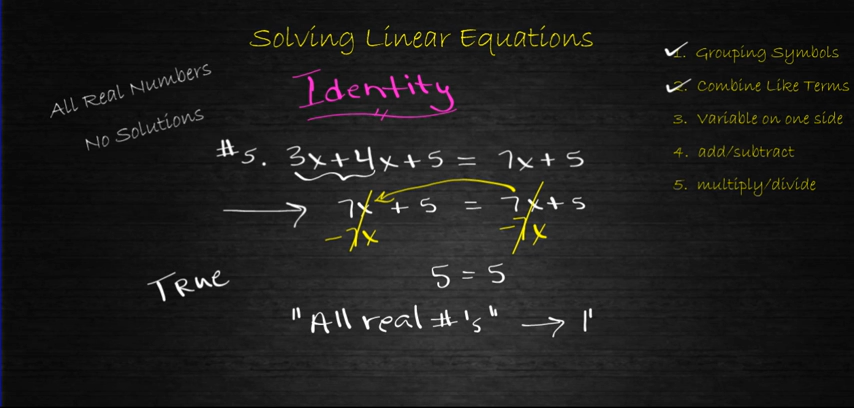 Solving Linear Equations
All Real Numbers
No Solutions
Identity
#5. 3x+4x+5 = 7x+5
7x + 5 = 7x+5
-7x -7x
5 = 5
True
"All real #'s" → I
1. Grouping Symbols
2. Combine Like Terms
3. Variable on one side
4. add/subtract
5. multiply/divide